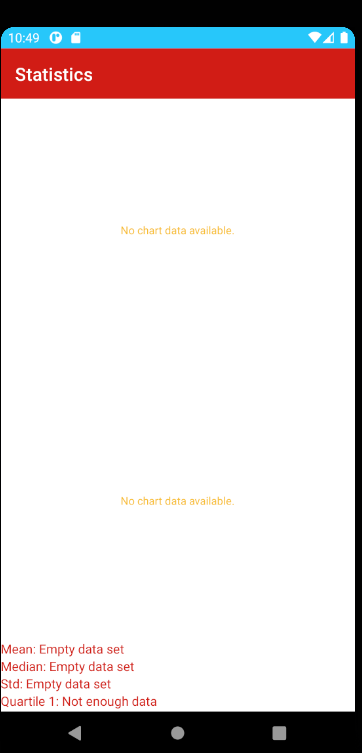 10:49
Statistics
No chart data available.
No chart data available.
Mean: Empty data set
Median: Empty data set
Std: Empty data set
Quartile 1: Not enough data